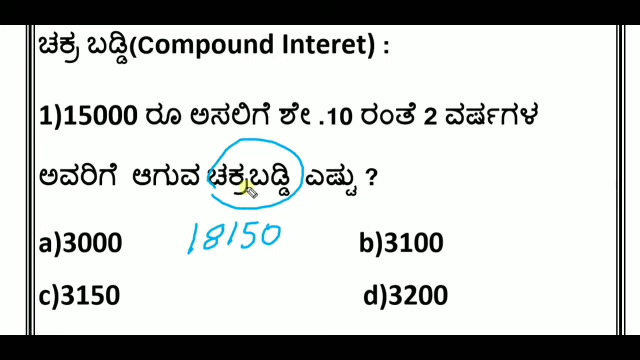 ಚಕ್ರ ಬಡ್ಡಿ(Compound Interet) :
1)15000 ರೂ ಅಸಲಿಗೆ ಶೇ .10 ರಂತೆ 2 ವರ್ಷಗಳ
ಅವರಿಗೆ ಆಗುವ ಚಕ್ರಬಡ್ಡಿ ಎಷ್ಟು ?
a)3000 18150 b)3100
c)3150 d)3200